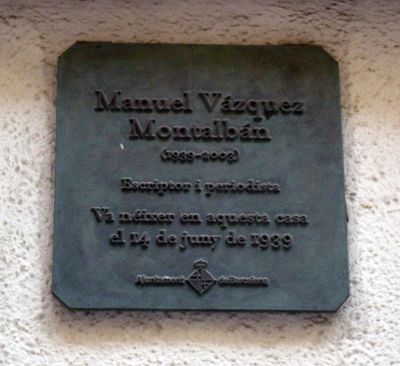 Manuel Vázquez
Montalbán
(1939-2003)
Escriptor i periodista
Va néixer en aquesta casa
el 14 de juny de 1939
Ajuntament de Barcelona